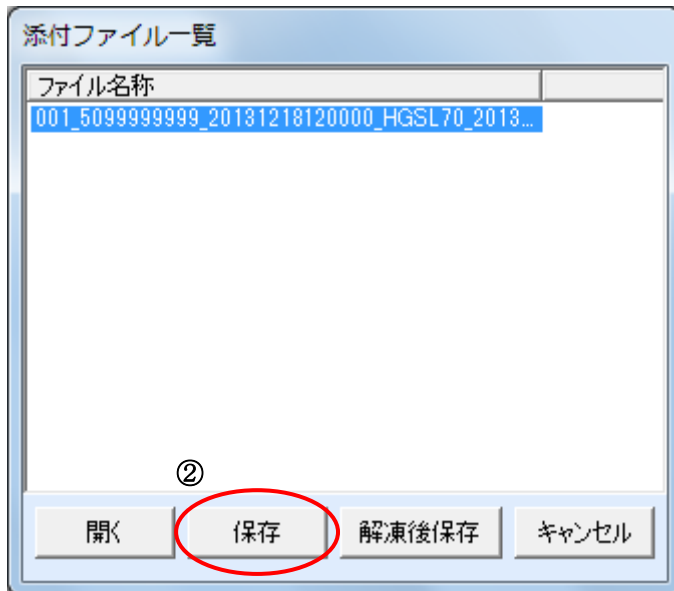 添付ファイル一覧
ファイル名称
001_5099999999_20131218120000_HGSL70_2013...
②
開く 保存 解凍後保存 キャンセル